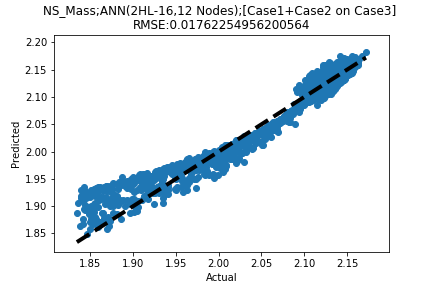 NS_Mass;ANN(2HL-16,12 Nodes);[Case1+Case2 on Case3]
RMSE:0.01762254956200564
2.20
2.15
2.10
2.05
2.00
1.95
1.90
1.85
Predicted
1.85 1.90 1.95 2.00 2.05 2.10 2.15
Actual